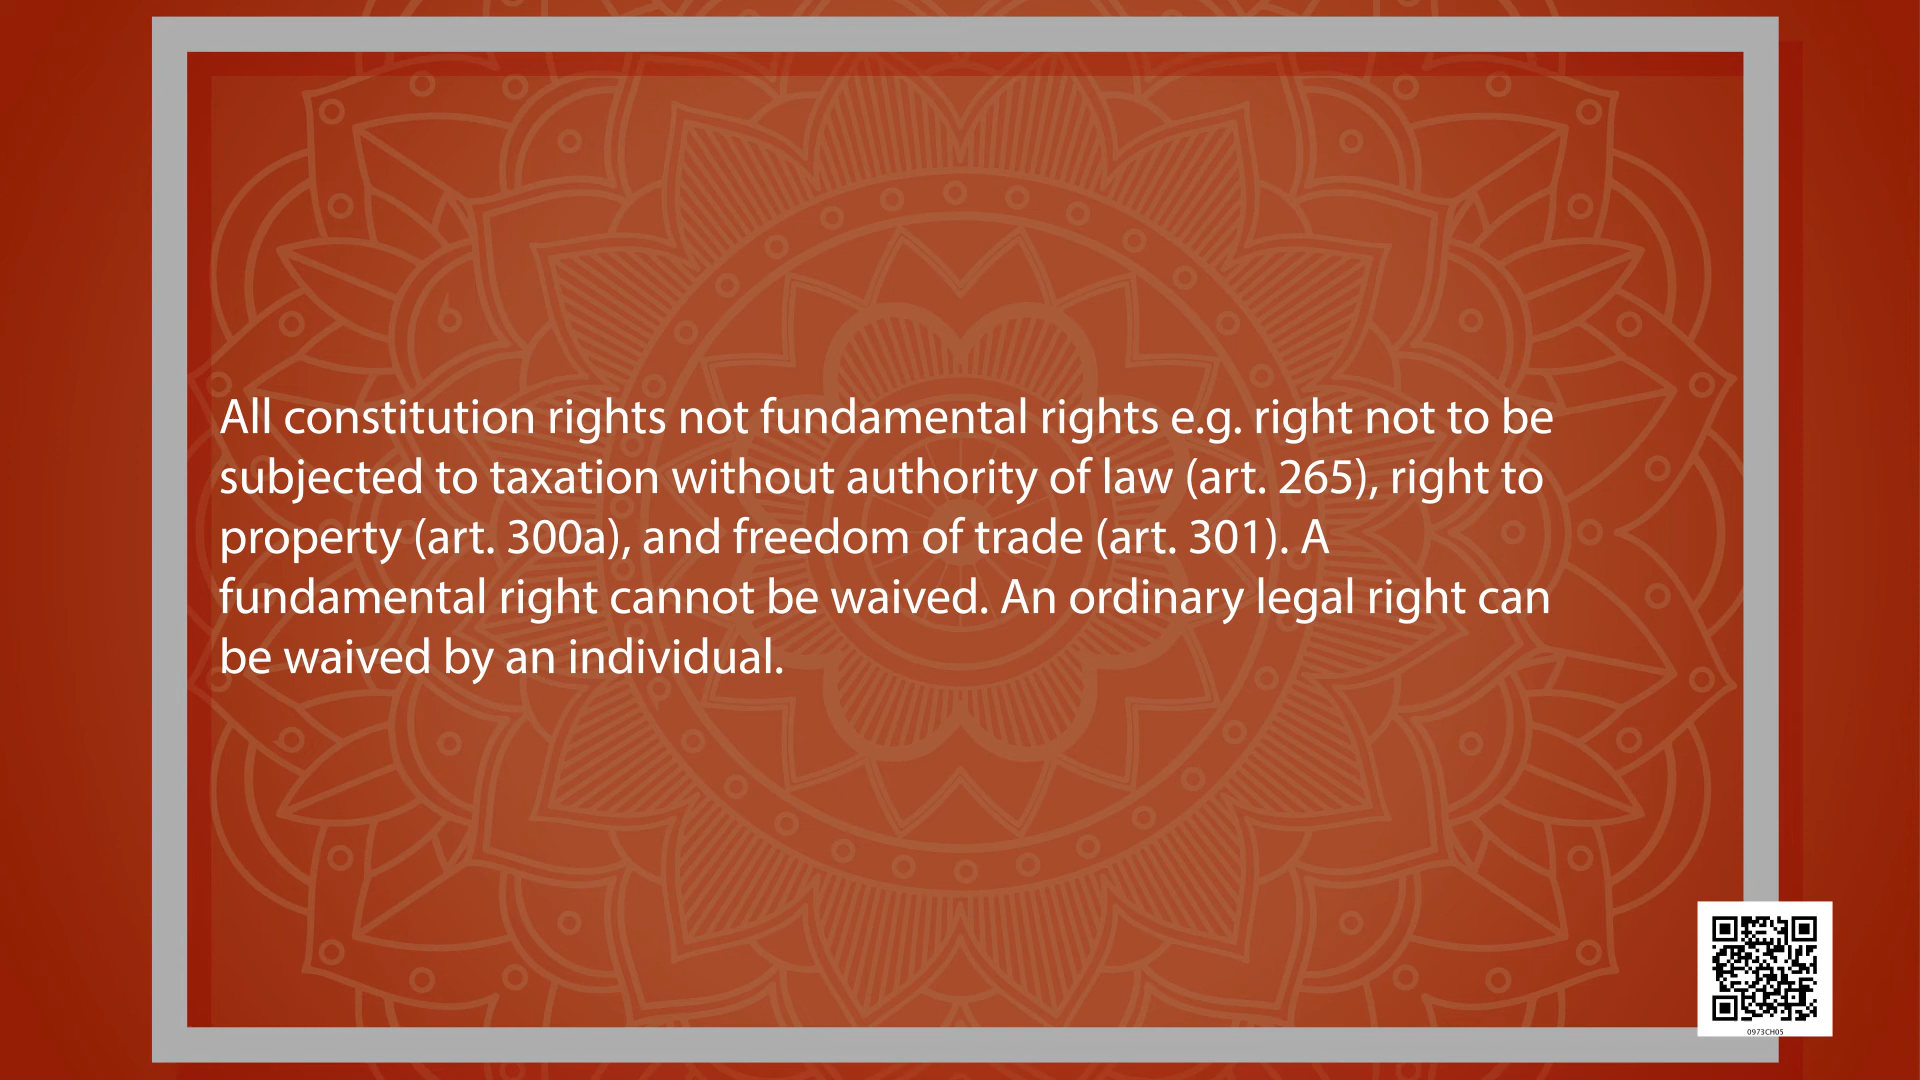 All constitution rights not fundamental rights e.g. right not to be
subjected to taxation without authority of law (art. 265), right to
property (art. 300a), and freedom of trade (art. 301). A
fundamental right cannot be waived. An ordinary legal right can
be waived by an individual.
0973CH05